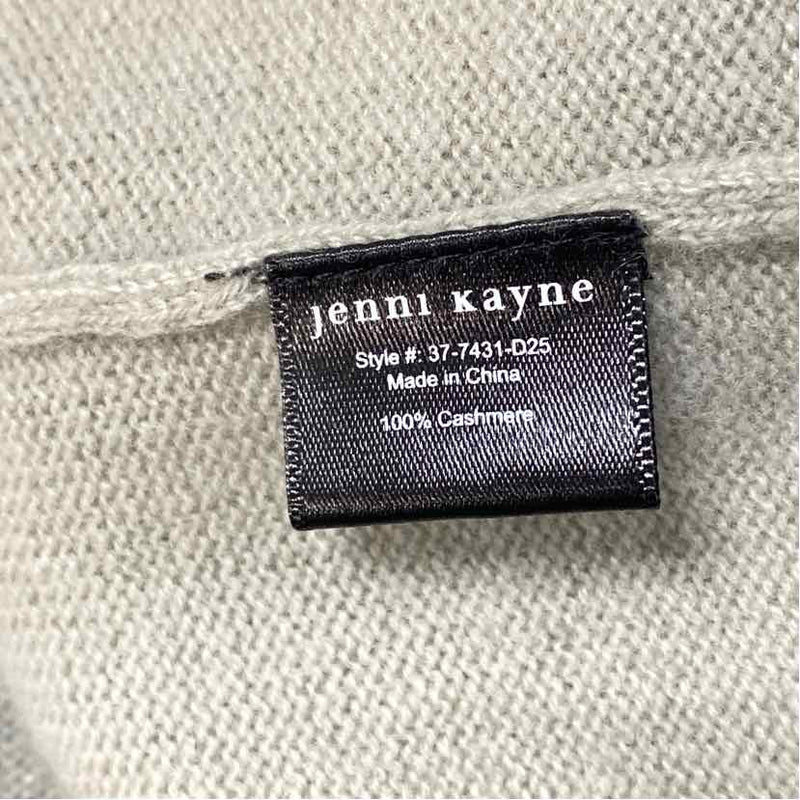 jenni kayne
Style #: 37-7431-D25
Made in China
100% Cashmere